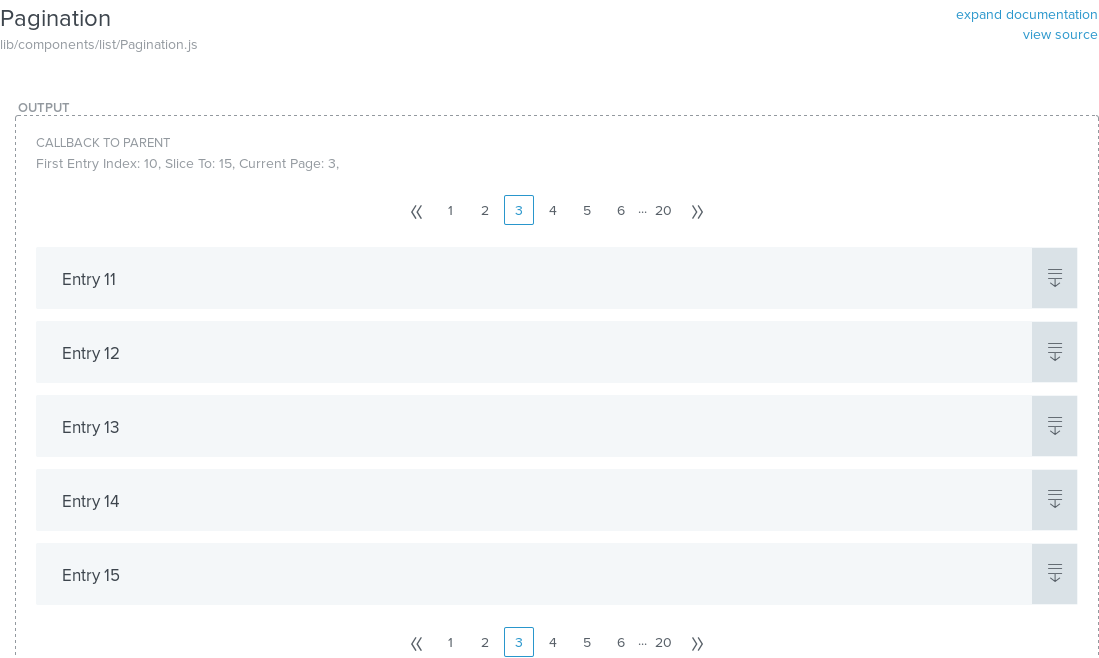 Pagination
expand documentation
lib/components/list/Pagination.js
view source
OUTPUT
CALLBACK TO PARENT
First Entry Index: 10, Slice To: 15, Current Page: 3,
« 1 2 3 4 5 6 ... 20 »
Entry 11
Entry 12
Entry 13
Entry 14
Entry 15
« 1 2 3 4 5 6 ... 20 »